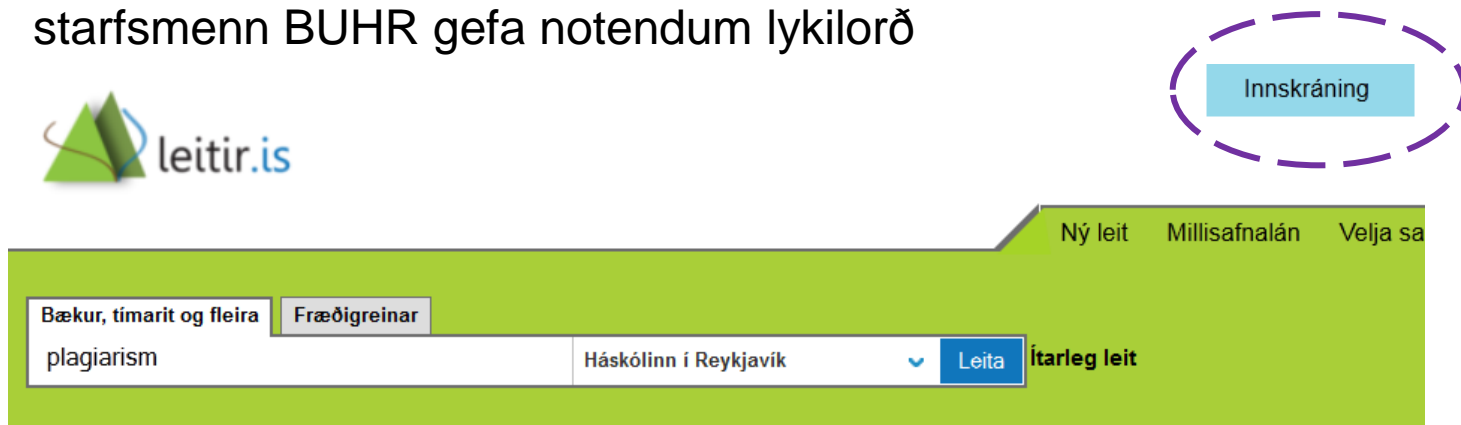 starfsmenn BUHR gefa notendum lykilorð
Innskráning
leitir.is
Ný leit Millisafnalán Velja sa
Bækur, tímarit og fleira Fræðigreinar
plagiarism Háskólinn í Reykjavík Leita Ítarleg leit